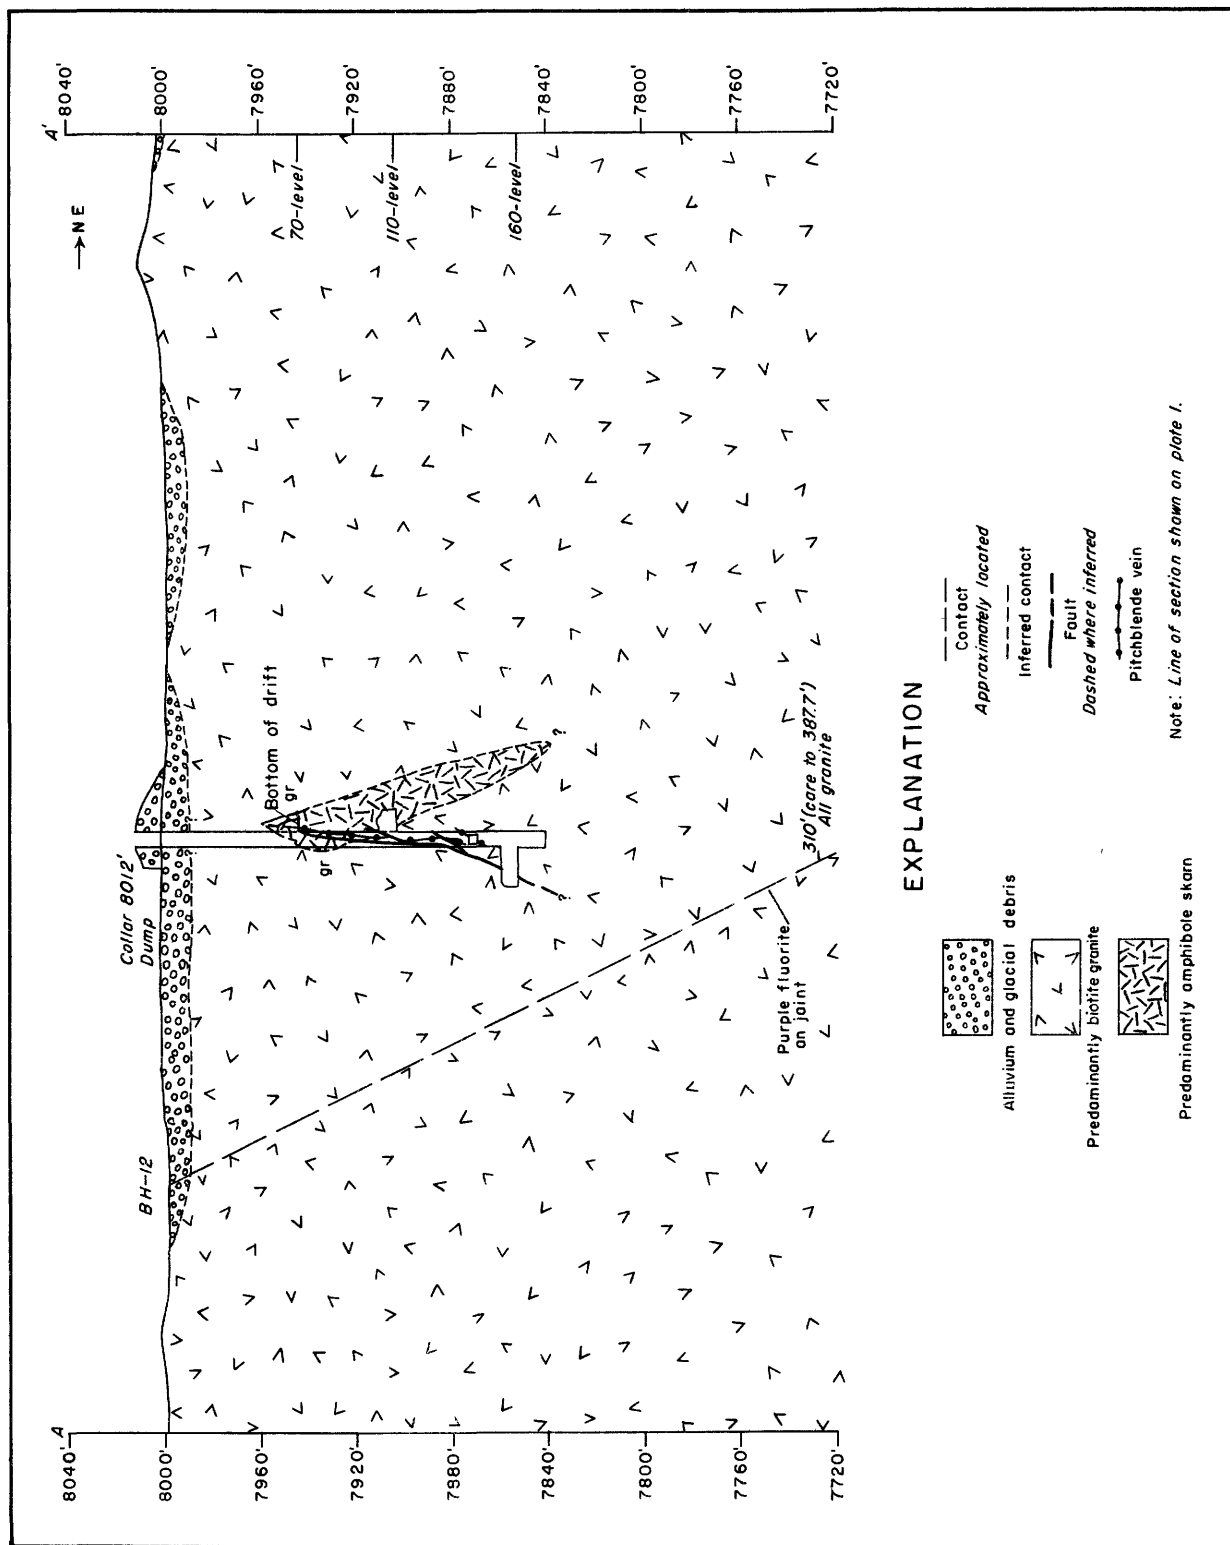 A
A'
8040'
8000'
7960'
7920'
7980'
7840'
7800'
7760'
7720'
8040'
8000'
7960'
7920'
7880'
7840'
7800'
7760'
7720'
NE
BH-12
Collar 8012'
Dump
Bottom of drift
gr
gr
70-level
110-level
160-level
?
?
Purple fluorite
on joint
310' (core to 387.7')
All granite
EXPLANATION
Alluvium and glacial debris
Predominantly biotite granite
Predominantly amphibole skarn
Contact
Approximately located
Inferred contact
Fault
Dashed where inferred
Pitchblende vein
Note: Line of section shown on plate 1.